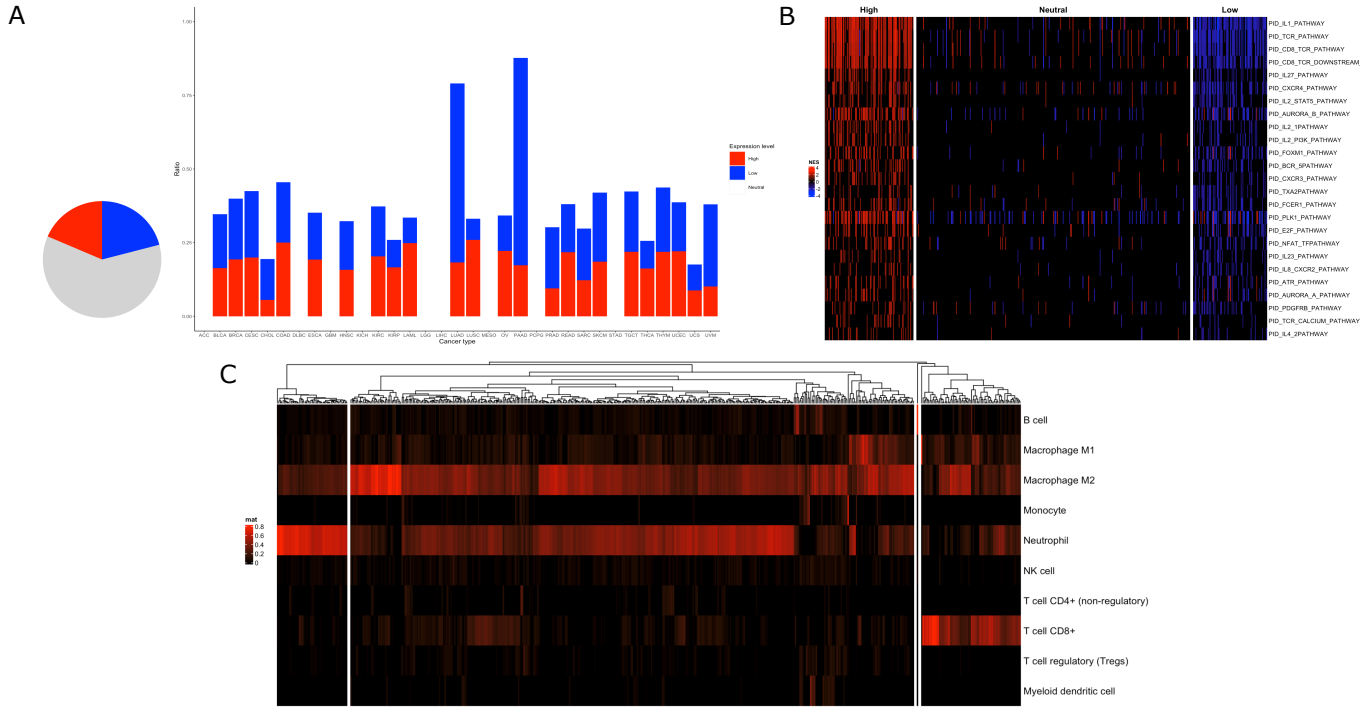 A
1.00
0.75
0.50
0.25
0.00
Ratio
ACC BLCA BRCA CESC CHOL COAD DLBC ESCA GBM HNSC KICH KIRC KIRP LAML LGG LIHC LUAD LUSC MESO OV PAAD PCPG PRAD READ SARC SKCM STAD TGCT THCA THYM UCEC UCS UVM
Cancer type
Expression level
High
Low
Neutral
B
High Neutral Low
PID_IL1_PATHWAY
PID_TCR_PATHWAY
PID_CD8_TCR_PATHWAY
PID_CD8_TCR_DOWNSTREAM_
PID_IL27_PATHWAY
PID_CXCR4_PATHWAY
PID_IL2_STAT5_PATHWAY
PID_AURORA_B_PATHWAY
PID_IL2_1PATHWAY
PID_IL2_PI3K_PATHWAY
PID_FOXM1_PATHWAY
PID_BCR_5PATHWAY
PID_CXCR3_PATHWAY
PID_TXA2PATHWAY
PID_FCER1_PATHWAY
PID_PLK1_PATHWAY
PID_E2F_PATHWAY
PID_NFAT_TFPATHWAY
PID_IL23_PATHWAY
PID_IL8_CXCR2_PATHWAY
PID_ATR_PATHWAY
PID_AURORA_A_PATHWAY
PID_PDGFRB_PATHWAY
PID_TCR_CALCIUM_PATHWAY
PID_IL4_2PATHWAY
NES
4
2
0
-2
-4
C
B cell
Macrophage M1
Macrophage M2
Monocyte
Neutrophil
NK cell
T cell CD4+ (non-regulatory)
T cell CD8+
T cell regulatory (Tregs)
Myeloid dendritic cell
mat
0.8
0.6
0.4
0.2
0